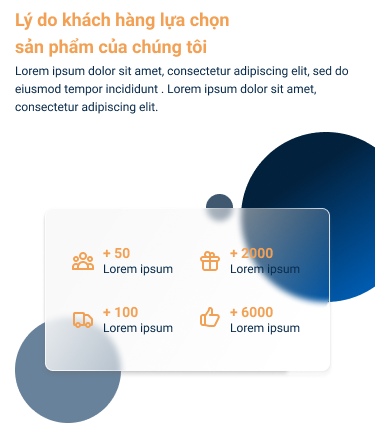 Lý do khách hàng lựa chọn
sản phẩm của chúng tôi
Lorem ipsum dolor sit amet, consectetur adipiscing elit, sed do
eiusmod tempor incididunt . Lorem ipsum dolor sit amet,
consectetur adipiscing elit.
+ 50
Lorem ipsum
+ 2000
Lorem ipsum
+ 100
Lorem ipsum
+ 6000
Lorem ipsum